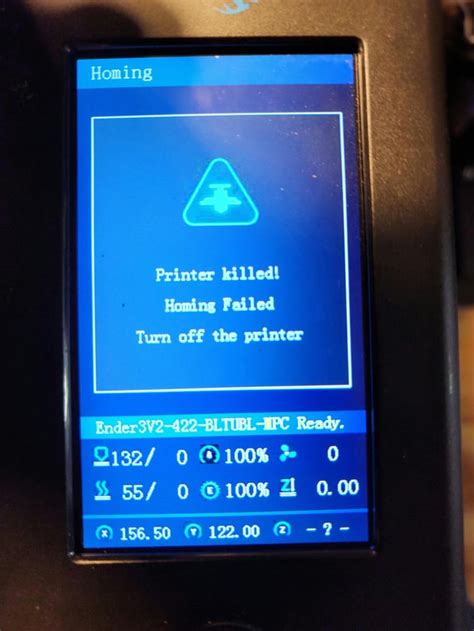 Homing
Printer killed!
Homing Failed
Turn off the printer
Ender3V2-422-BLTUBL-MPC Ready.
132/ 0 100% 0
55/ 0 E 100% Z 0.00
X 156.50 Y 122.00 Z -?-